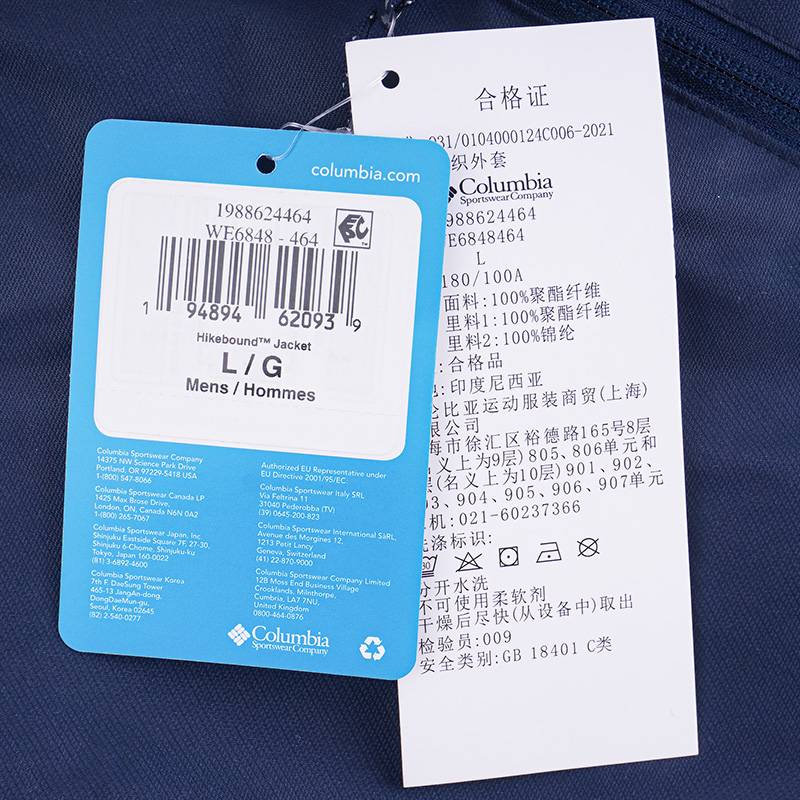 columbia.com
1988624464
WE6848 - 464
1 94894 62093 9
Hikebound™ Jacket
L / G
Mens / Hommes
Columbia Sportswear Company
14375 NW Science Park Drive
Portland, OR 97229-5418 USA
1-(800) 547-8066
Columbia Sportswear Canada LP
1425 Max Brose Drive
London, ON, Canada N6N 0A2
1-(800) 265-7067
Columbia Sportswear Japan, Inc.
Shinjuku Eastside Square 7F, 27-30,
Shinjuku 6-Chome, Shinjuku-ku
Tokyo, Japan 160-0022
(81) 3-6892-4600
Columbia Sportswear Korea
7th F. DaeSung Tower
465-13 JangAn-dong,
DongDaeMun-gu,
Seoul, Korea 02640
(82) 2-540-0277
Authorized EU Representative under
EU Directive 2001/95/EC.
Columbia Sportswear Italy SRL
Via Feltrina 11
31040 Pederobba (TV)
(39) 0645-200-823
Columbia Sportswear International SàRL
Avenue des Morgines 12,
1213 Petit Lancy
Geneva, Switzerland
(41) 22-870-9000
Columbia Sportswear Company Limited
12B Moss End Business Village
Crooklands, Milnthorpe,
Cumbria, LA7 7NU,
United Kingdom
0800-464-0876
Columbia
Sportswear Company
合格证
031/0104000124C006-2021
织外套
Columbia
Sportswear Company
988624464
E6848464
L
180/100A
面料:100%聚酯纤维
里料1:100%聚酯纤维
里料2:100%锦纶
:合格品
:印度尼西亚
伦比亚运动服装商贸(上海)
限公司
海市徐汇区裕德路165号8层
名义上为9层)805、806单元和
层(名义上为10层)901、902、
03、904、905、906、907单元
机:021-60237366
洗涤标识:
分开水洗
不可使用柔软剂
干燥后尽快(从设备中)取出
检验员:009
安全类别:GB 18401 C类